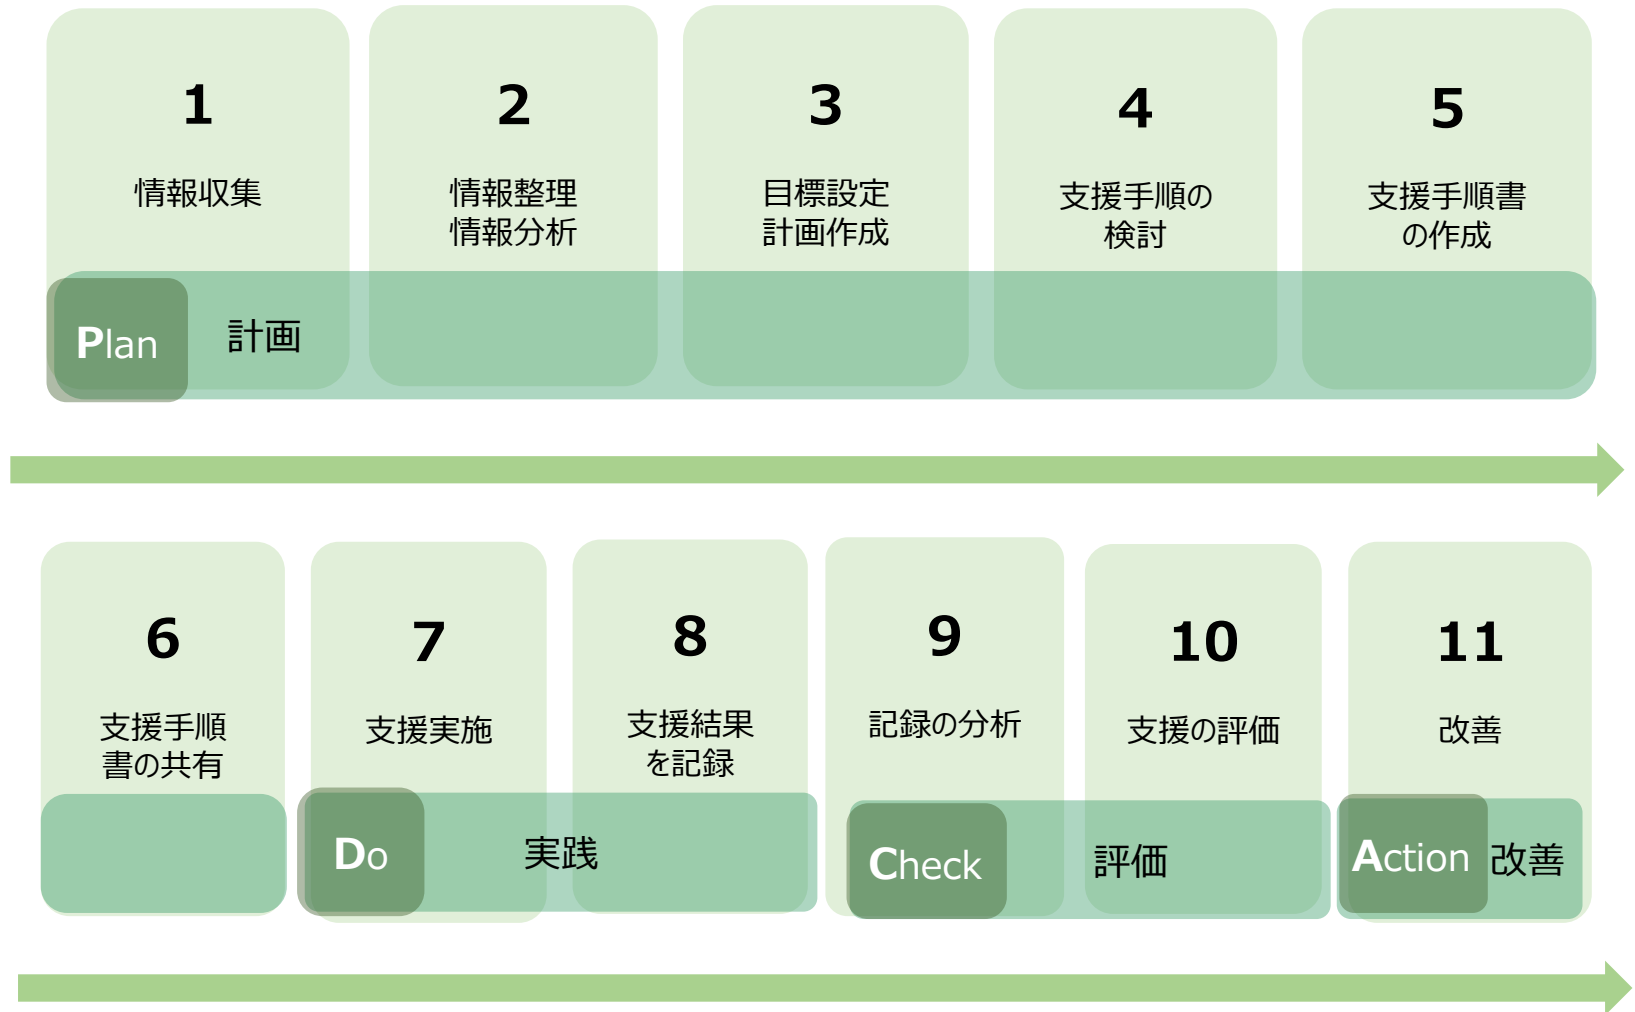 1
情報収集
2
情報整理
情報分析
3
目標設定
計画作成
4
支援手順の
検討
5
支援手順書
の作成
Plan
計画
6
支援手順
書の共有
7
支援実施
8
支援結果
を記録
9
記録の分析
10
支援の評価
11
改善
Do
実践
Check
評価
Action
改善